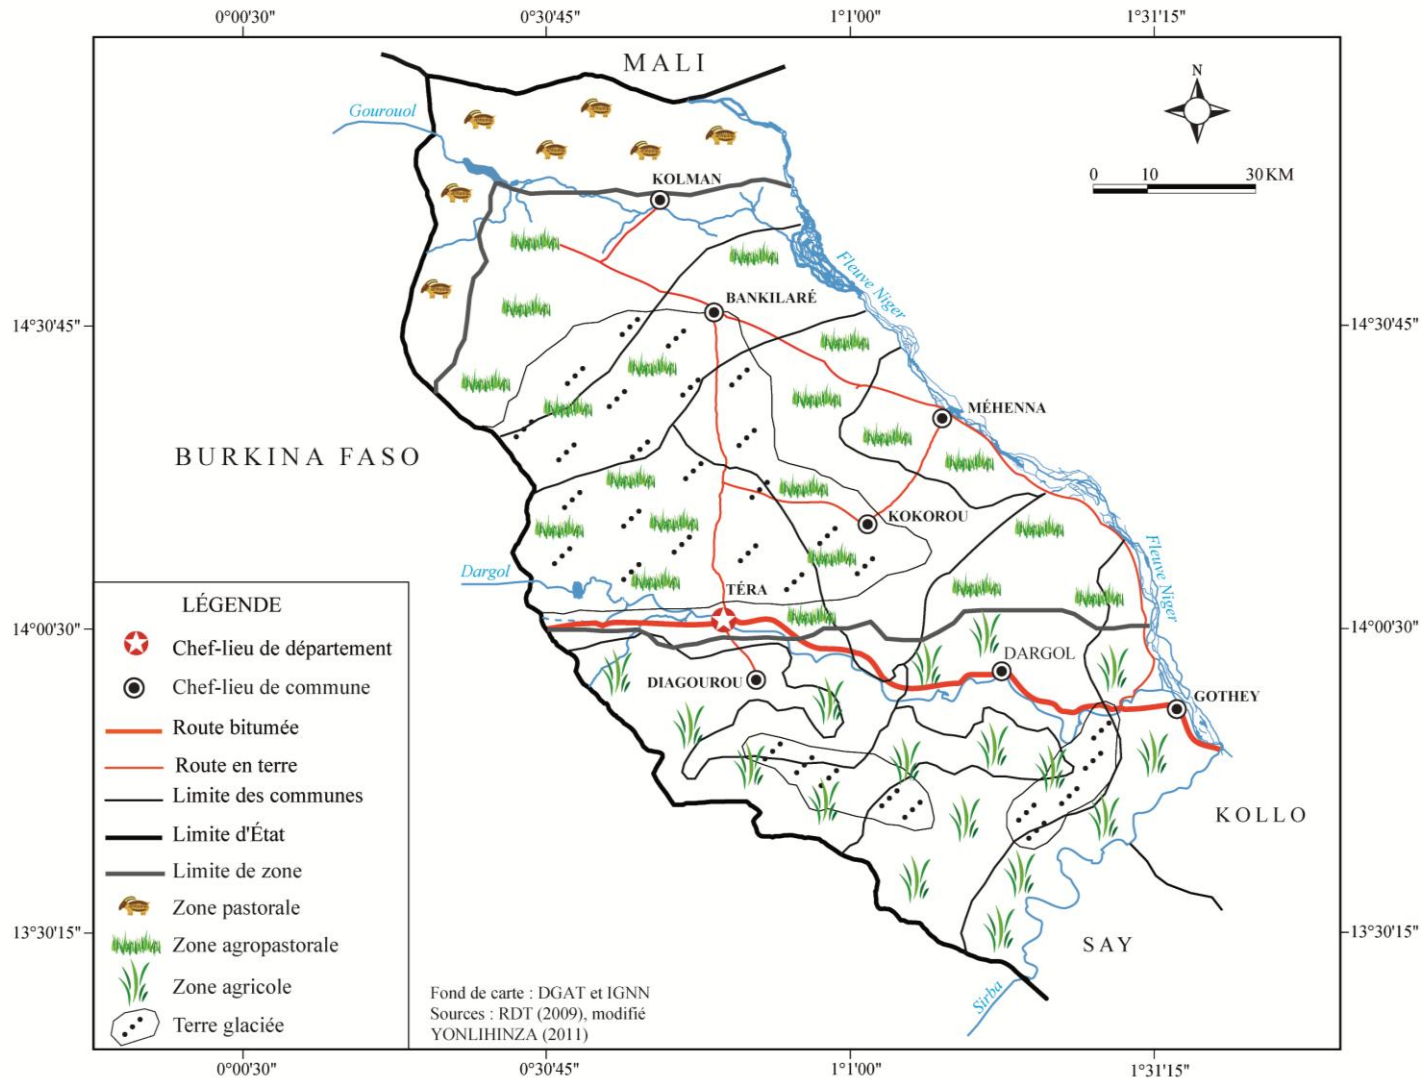 0°00'30"
0°30'45"
1°1'00"
1°31'15"
MALI
N
Gourouol
KOLMAN
0 10 30 KM
Fleuve Niger
BANKILARÉ
14°30'45"
14°30'45"
MÉHENNA
BURKINA FASO
KOKOROU
Fleuve Niger
Dargol
TÉRA
14°00'30"
14°00'30"
DARGOL
DIAGOUROU
GOTHEY
KOLLO
SAY
13°30'15"
13°30'15"
Sirba
LÉGENDE
Chef-lieu de département
Chef-lieu de commune
Route bitumée
Route en terre
Limite des communes
Limite d'État
Limite de zone
Zone pastorale
Zone agropastorale
Zone agricole
Terre glaciée
Fond de carte : DGAT et IGNN
Sources : RDT (2009), modifié
YONLIHINZA (2011)
0°00'30"
0°30'45"
1°1'00"
1°31'15"